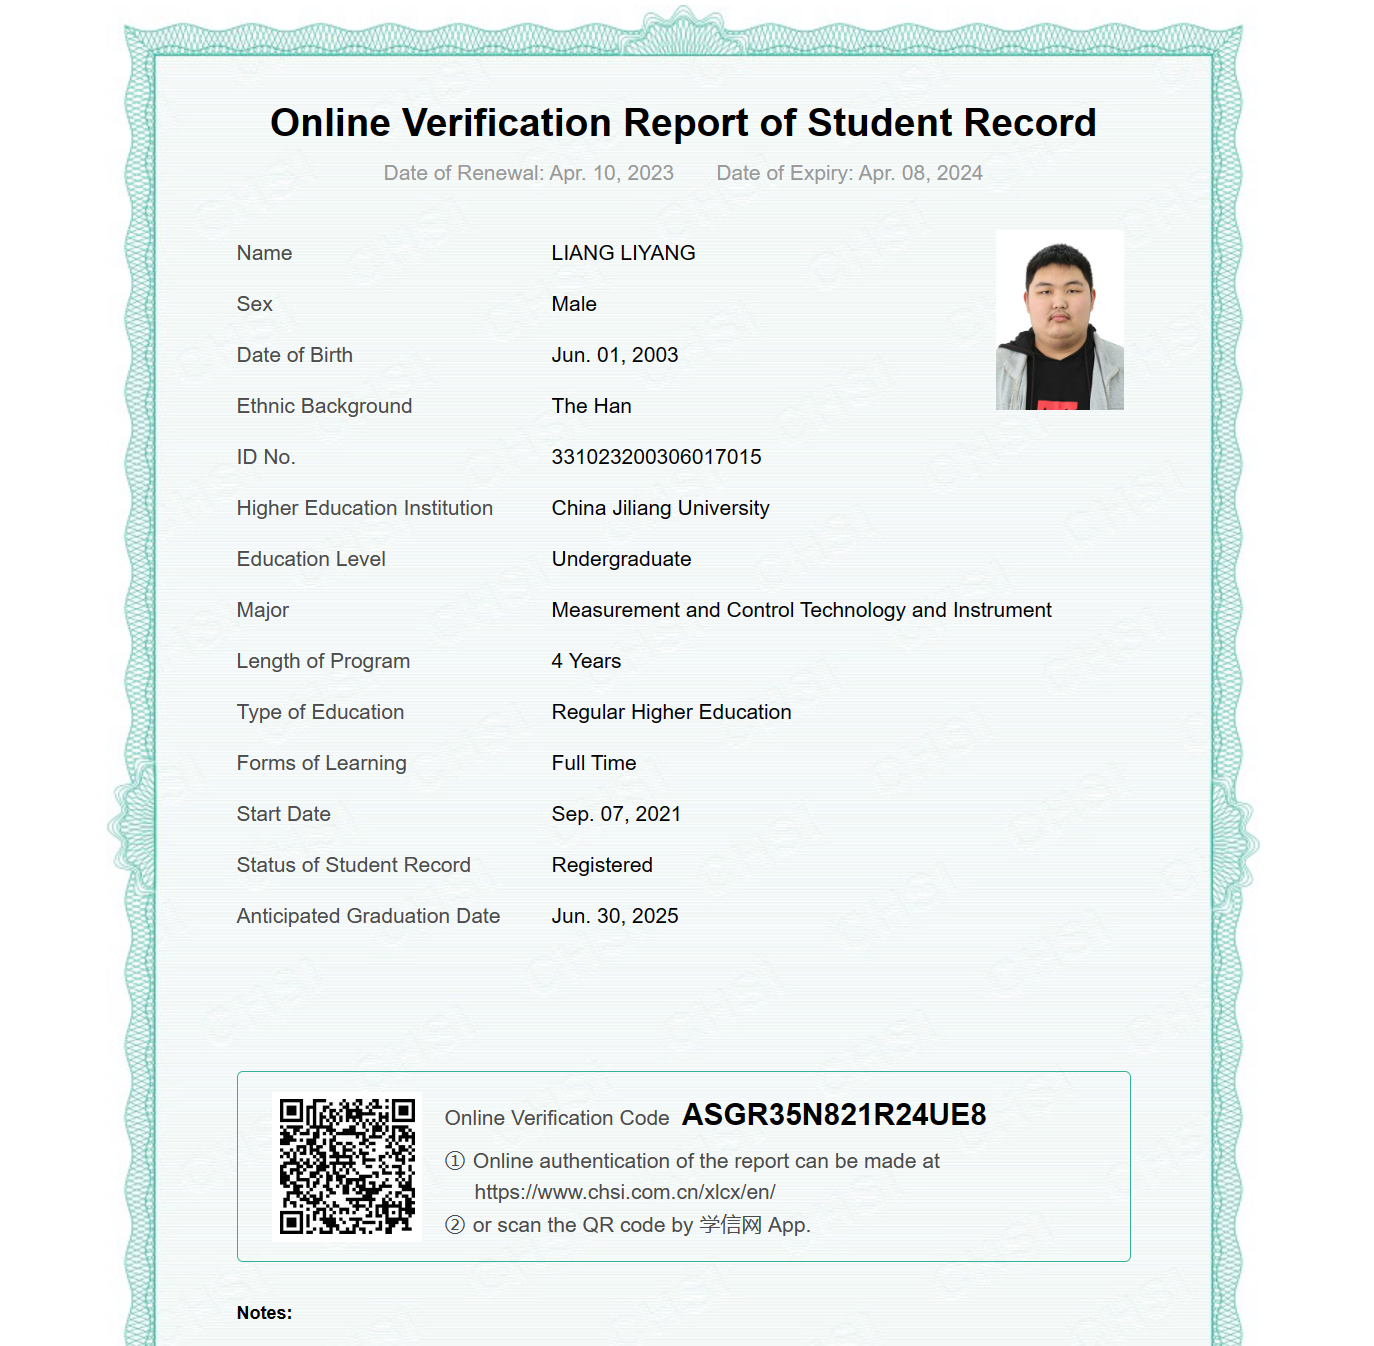 Online Verification Report of Student Record
Date of Renewal: Apr. 10, 2023 Date of Expiry: Apr. 08, 2024
Name LIANG LIYANG
Sex Male
Date of Birth Jun. 01, 2003
Ethnic Background The Han
ID No. 331023200306017015
Higher Education Institution China Jiliang University
Education Level Undergraduate
Major Measurement and Control Technology and Instrument
Length of Program 4 Years
Type of Education Regular Higher Education
Forms of Learning Full Time
Start Date Sep. 07, 2021
Status of Student Record Registered
Anticipated Graduation Date Jun. 30, 2025
Online Verification Code ASGR35N821R24UE8
① Online authentication of the report can be made at
https://www.chsi.com.cn/xlcx/en/
② or scan the QR code by 学信网 App.
Notes: